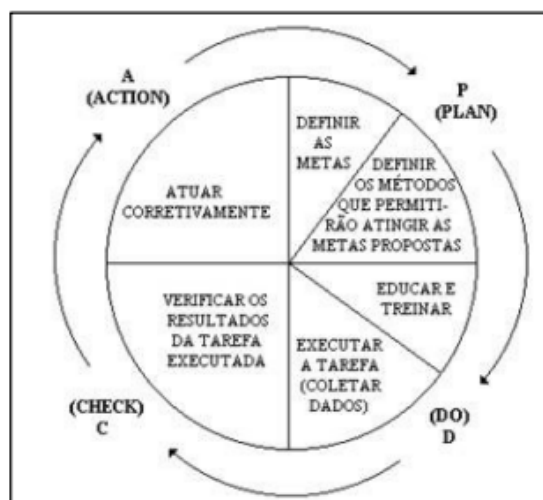 A
(ACTION)
P
(PLAN)
DEFINIR
AS
METAS
DEFINIR
OS MÉTODOS
QUE PERMITI-
RÃO ATINGIR AS
METAS PROPOSTAS
ATUAR
CORRETIVAMENTE
EDUCAR E
TREINAR
VERIFICAR OS
RESULTADOS
DA TAREFA
EXECUTADA
EXECUTAR
A TAREFA
(COLETAR
DADOS)
(CHECK)
C
(DO)
D